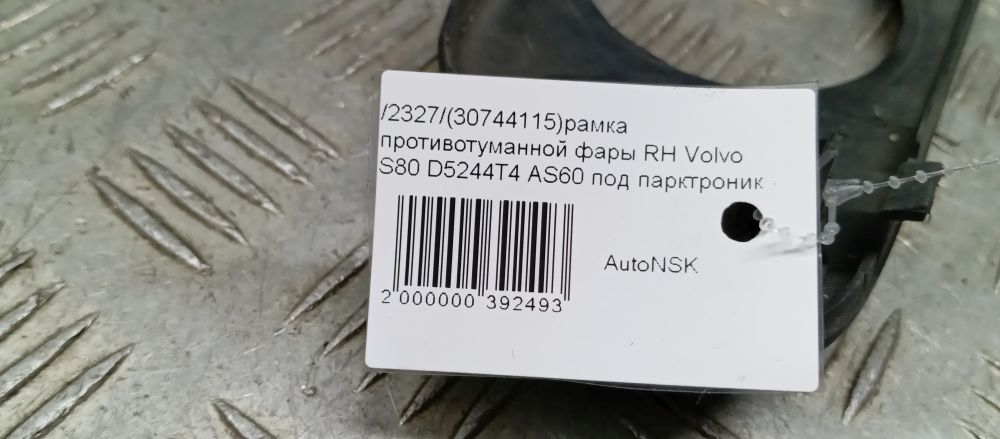 /2327/(30744115)рамка
противотуманной фары RH Volvo
S80 D5244T4 AS60 под парктроник
AutoNSK
2 000000 392493